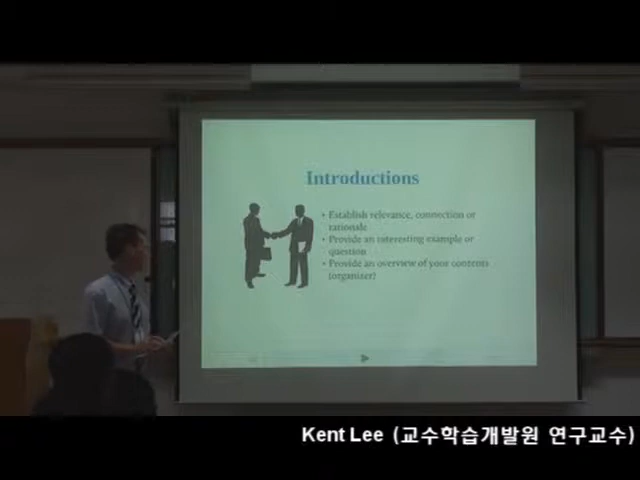 Introductions
• Establish relevance, connection or
rationale
• Provide an interesting example or
question
• Provide an overview of your contents
(organizer)
Kent Lee (교수학습개발원 연구교수)